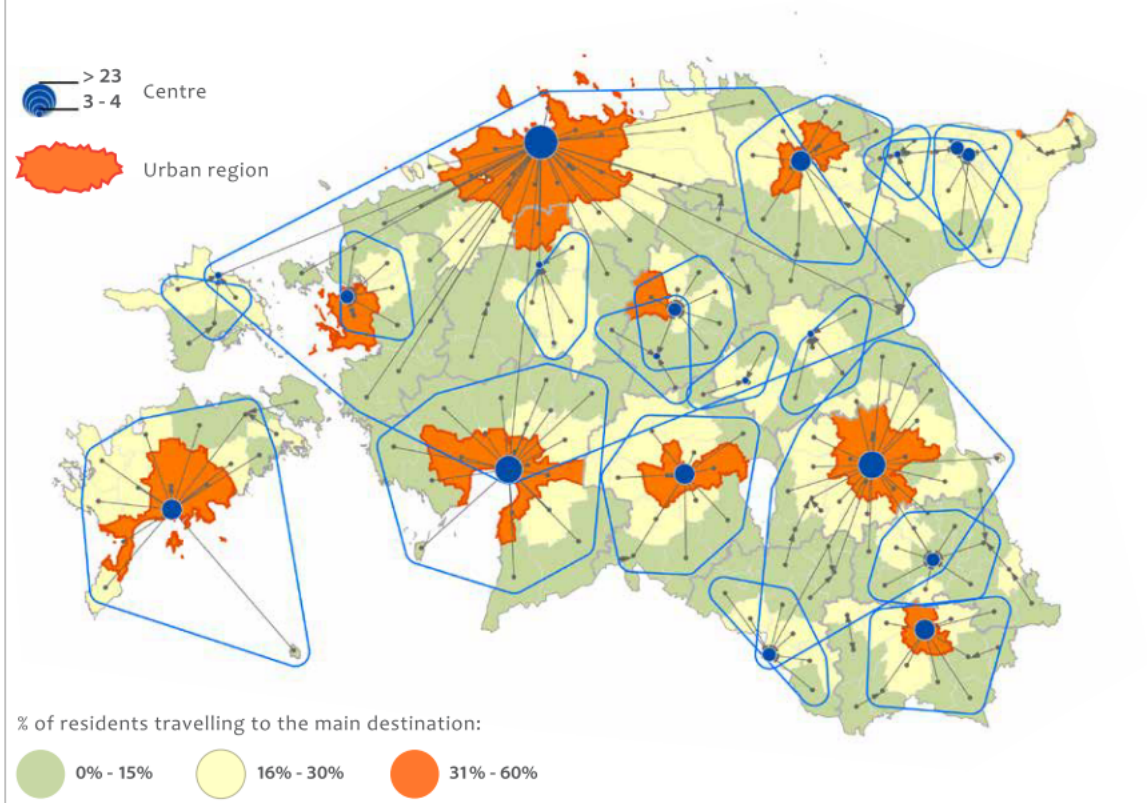 > 23
3 - 4
Centre
Urban region
% of residents travelling to the main destination:
0% - 15%
16% - 30%
31% - 60%